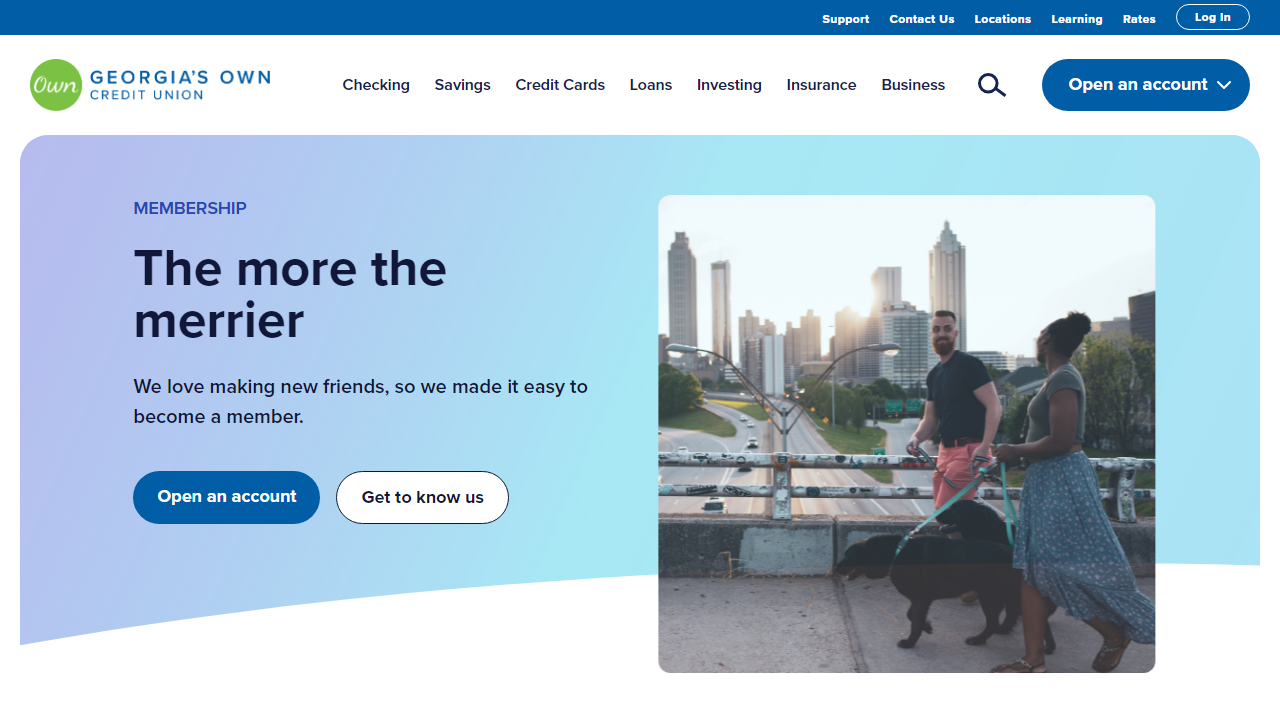 Support Contact Us Locations Learning Rates Log In
Own GEORGIA'S OWN
CREDIT UNION
Checking Savings Credit Cards Loans Investing Insurance Business Open an account
MEMBERSHIP
The more the
merrier
We love making new friends, so we made it easy to
become a member.
Open an account Get to know us